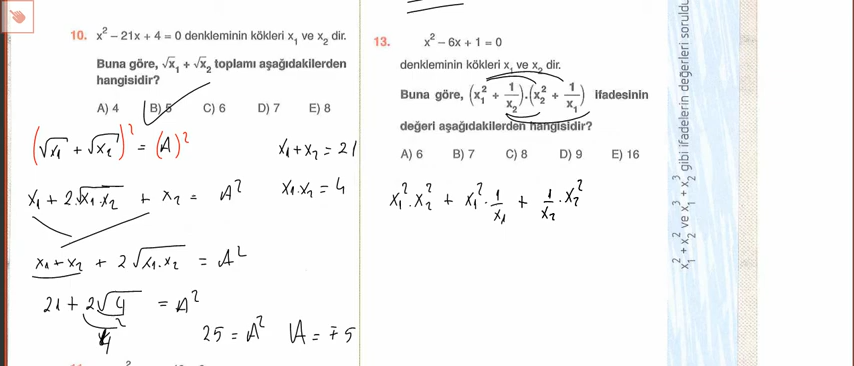 10. x² – 21x + 4 = 0 denkleminin kökleri x₁ ve x₂ dir.
Buna göre, √x₁ + √x₂ toplamı aşağıdakilerden
hangisidir?
A) 4 B) 5 C) 6 D) 7 E) 8
(√x₁ + √x₂)² = (A)²
x₁+x₂ = 21
x₁ + 2√x₁.x₂ + x₂ = A²
x₁.x₂ = 4
x₁+x₂ + 2√x₁.x₂ = A²
21 + 2√4 = A²
4
25 = A² A = ∓5
13. x² – 6x + 1 = 0
denkleminin kökleri x₁ ve x₂ dir.
Buna göre, (x₁² + 1/x₂).(x₂² + 1/x₁) ifadesinin
değeri aşağıdakilerden hangisidir?
A) 6 B) 7 C) 8 D) 9 E) 16
x₁².x₂² + x₁².1/x₁ + 1/x₂.x₂²
x₁² + x₂² ve x₁³ + x₂³ gibi ifadelerin değerleri soruldu